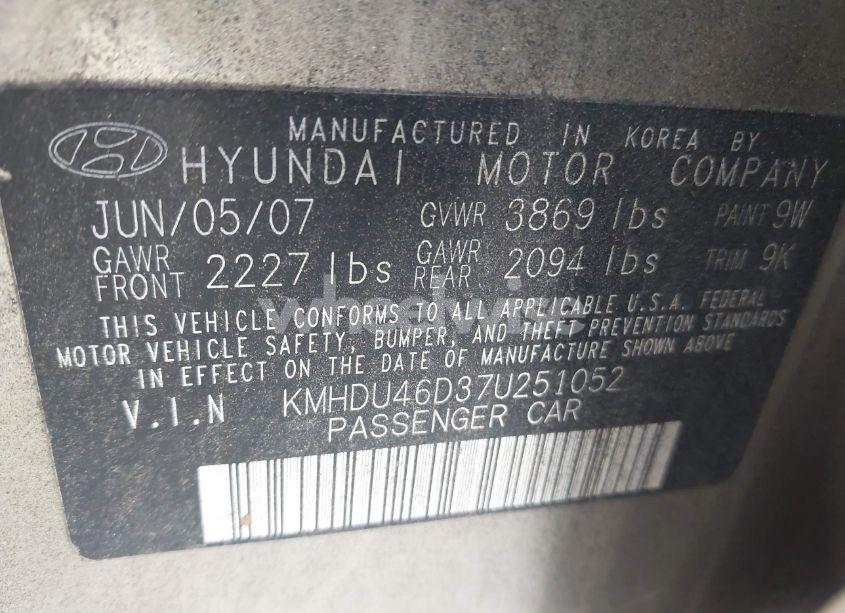 MANUFACTURED IN KOREA BY
HYUNDAI MOTOR COMPANY
JUN/05/07 GVWR 3869 lbs PAINT 9W
GAWR FRONT 2227 lbs GAWR REAR 2094 lbs TRIM 9K
THIS VEHICLE CONFORMS TO ALL APPLICABLE U.S.A. FEDERAL
MOTOR VEHICLE SAFETY, BUMPER, AND THEFT PREVENTION STANDARDS
IN EFFECT ON THE DATE OF MANUFACTURE SHOWN ABOVE
V.I.N KMHDU46D37U251052
PASSENGER CAR
wheelwise